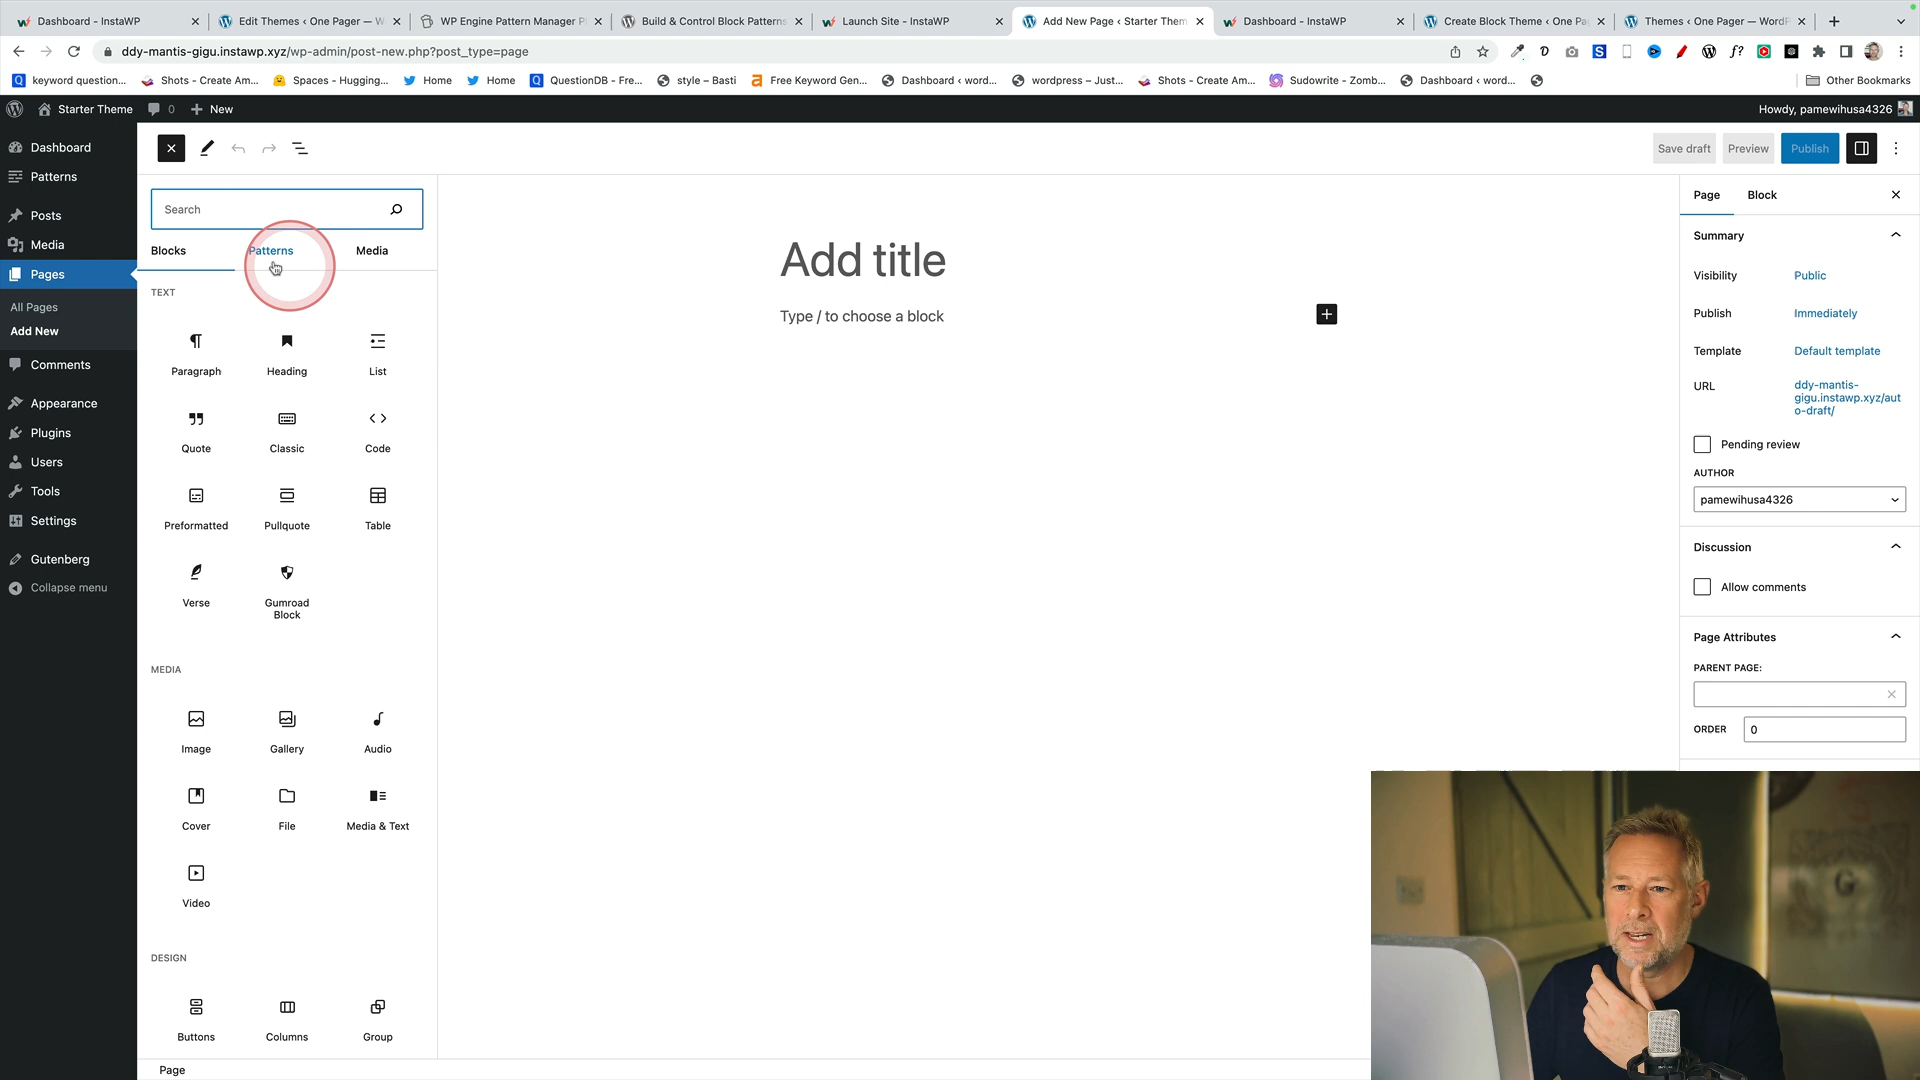 Dashboard - InstaWP
Edit Themes ‹ One Pager — W
WP Engine Pattern Manager P
Build & Control Block Patterns
Launch Site - InstaWP
Add New Page ‹ Starter Them
Dashboard - InstaWP
Create Block Theme ‹ One Pa
Themes ‹ One Pager — WordP
ddy-mantis-gigu.instawp.xyz/wp-admin/post-new.php?post_type=page
keyword question...
Shots - Create Am...
Spaces - Hugging...
Home
Home
QuestionDB - Fre...
style – Basti
Free Keyword Gen...
Dashboard ‹ word...
wordpress – Just...
Shots - Create Am...
Sudowrite - Zomb...
Dashboard ‹ word...
Other Bookmarks
Starter Theme
0
New
Howdy, pamewihusa4326
Dashboard
Patterns
Posts
Media
Pages
All Pages
Add New
Comments
Appearance
Plugins
Users
Tools
Settings
Gutenberg
Collapse menu
Save draft
Preview
Publish
Search
Blocks
Patterns
Media
TEXT
Paragraph
Heading
List
Quote
Classic
Code
Preformatted
Pullquote
Table
Verse
Gumroad
Block
MEDIA
Image
Gallery
Audio
Cover
File
Media & Text
Video
DESIGN
Buttons
Columns
Group
Page
Add title
Type / to choose a block
Page
Block
Summary
Visibility
Public
Publish
Immediately
Template
Default template
URL
ddy-mantis-
gigu.instawp.xyz/aut
o-draft/
Pending review
AUTHOR
pamewihusa4326
Discussion
Allow comments
Page Attributes
PARENT PAGE:
ORDER
0